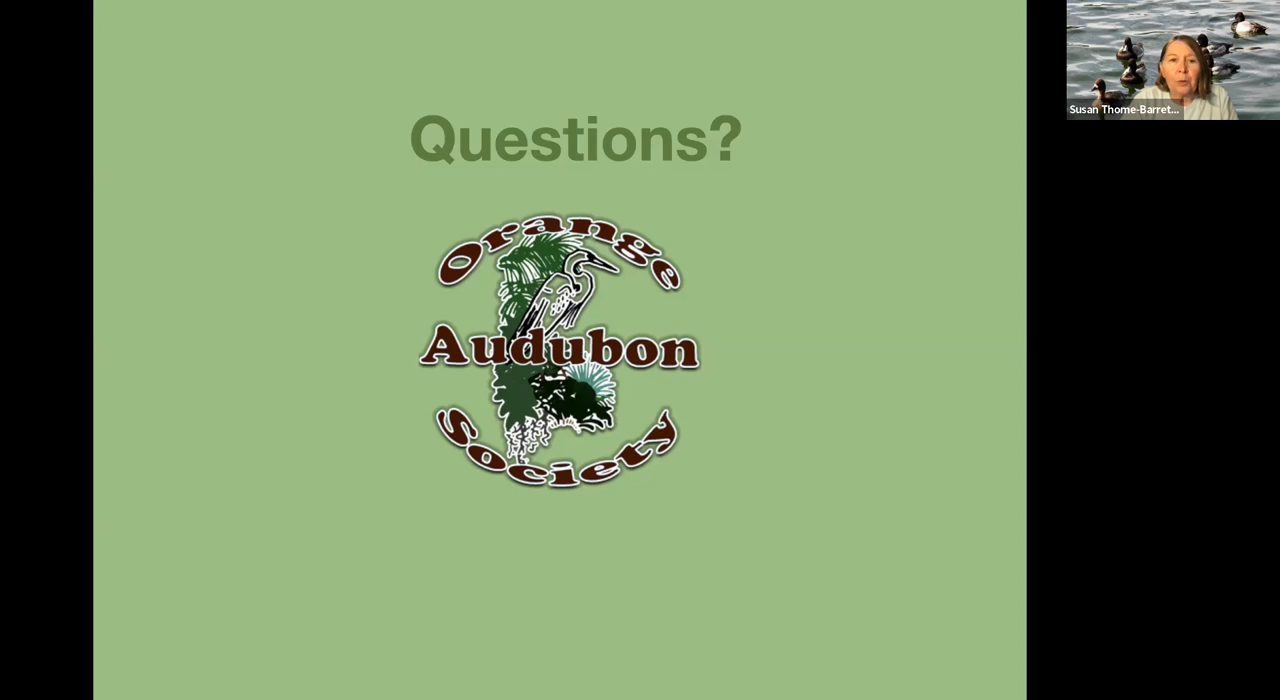 Questions?
Orange
Audubon
Society
Susan Thome-Barret...